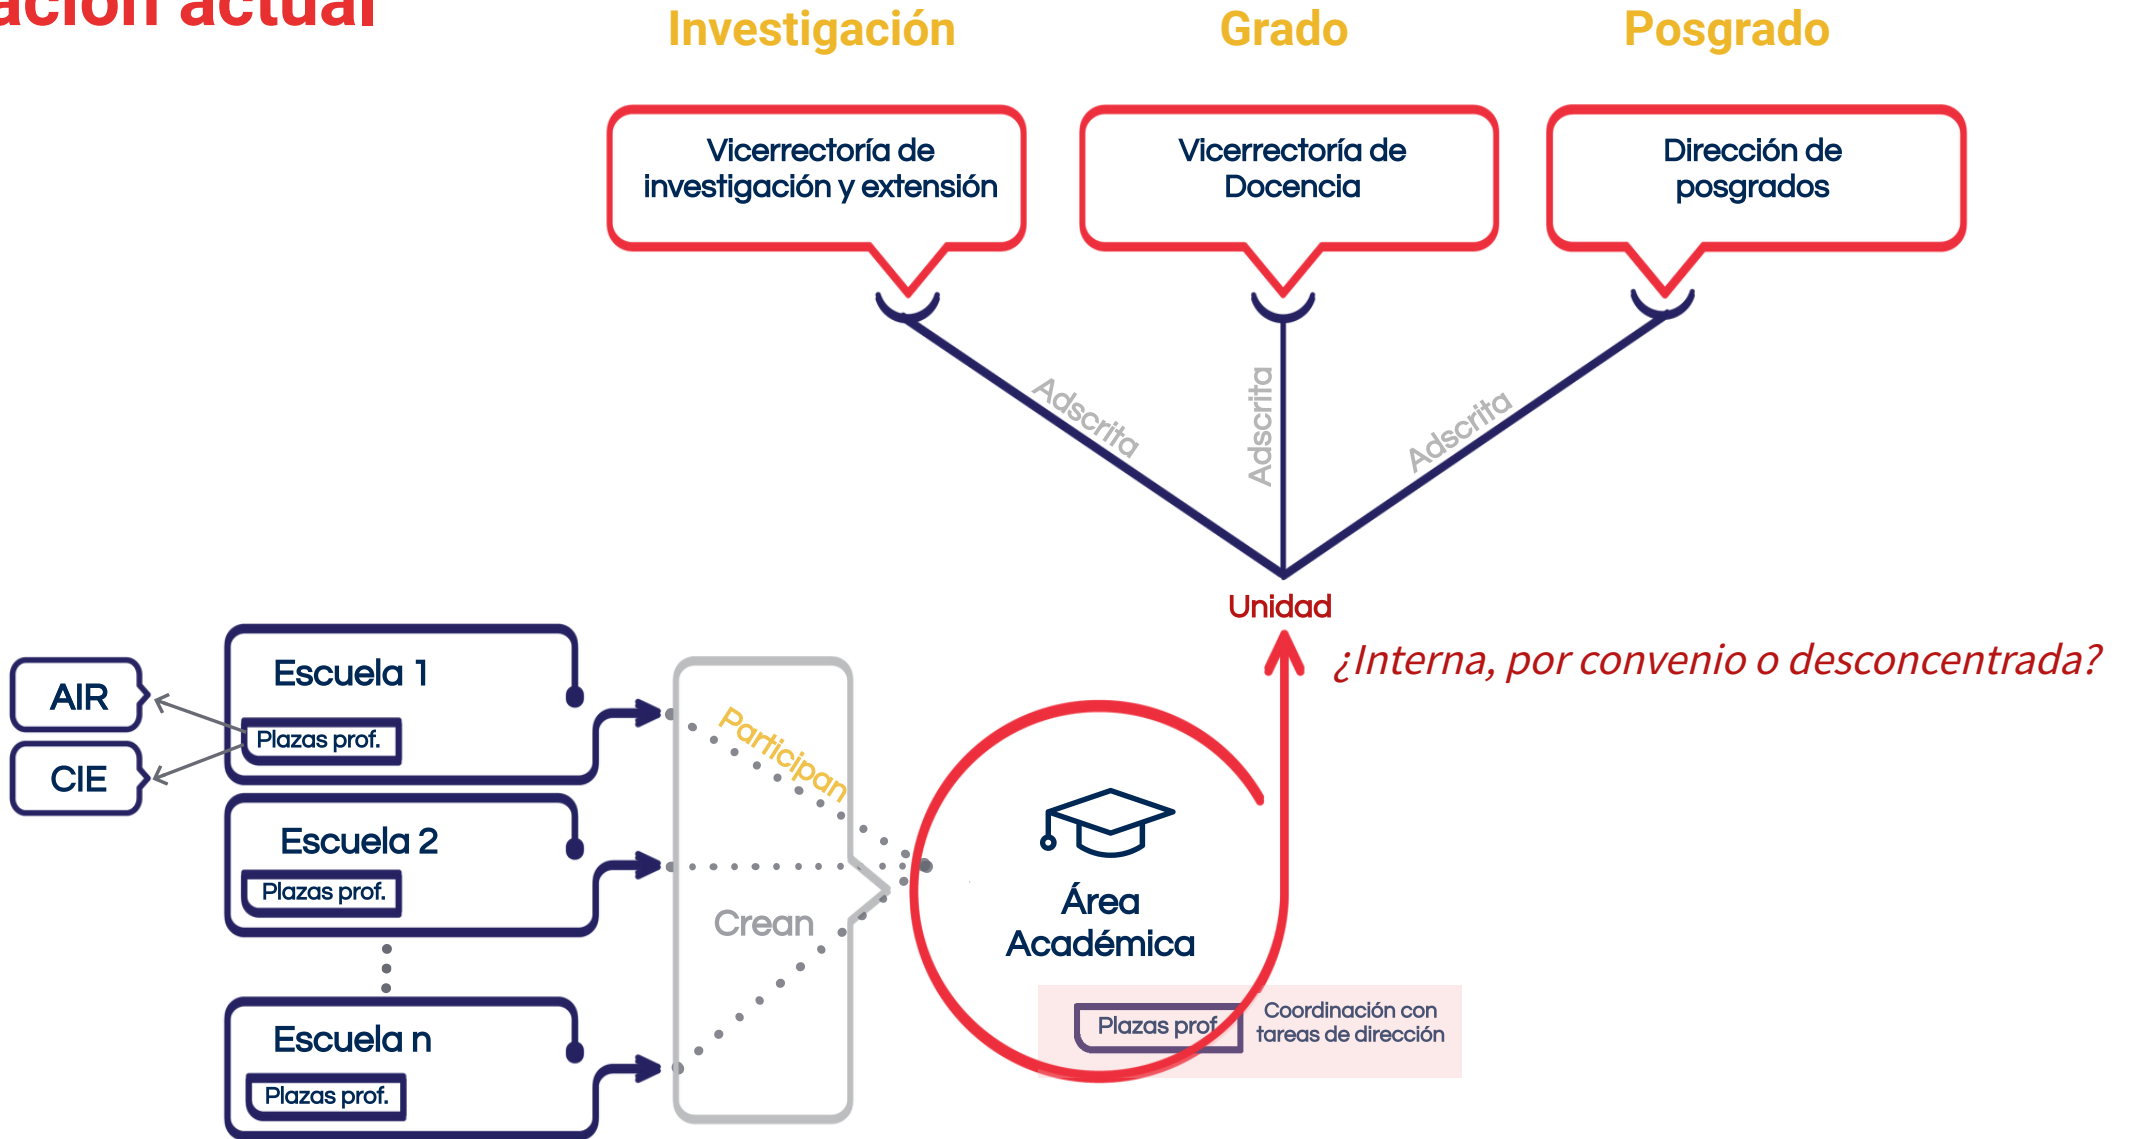 ación actual
Investigación
Grado
Posgrado
Vicerrectoría de
investigación y extensión
Vicerrectoría de
Docencia
Dirección de
posgrados
Adscrita
Adscrita
Adscrita
Unidad
¿Interna, por convenio o desconcentrada?
AIR
CIE
Escuela 1
Plazas prof.
Escuela 2
Plazas prof.
Escuela n
Plazas prof.
Participan
Crean
Área
Académica
Plazas prof.
Coordinación con
tareas de dirección